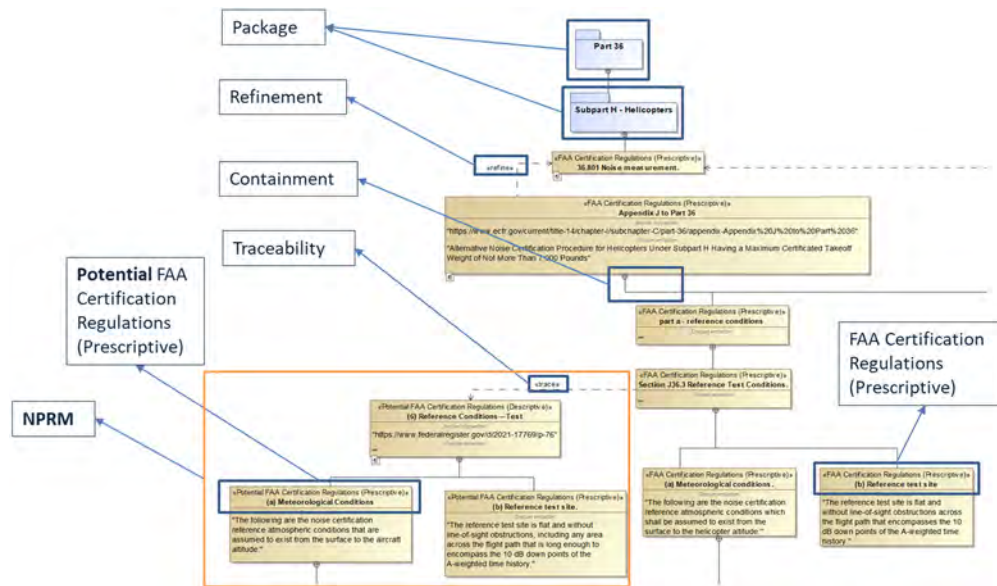 Package
Part 36
Refinement
Subpart H - Helicopters
«FAA Certification Regulations (Prescriptive)»
36.801 Noise measurement.
«refine»
Containment
«FAA Certification Regulations (Prescriptive)»
Appendix J to Part 36
"https://www.ecfr.gov/current/title-14/chapter-I/subchapter-C/part-36/appendix-Appendix%20J%20to%20Part%2036"
"Alternative Noise Certification Procedure for Helicopters Under Subpart H Having a Maximum Certificated Takeoff
Weight of Not More Than 7,000 Pounds"
Traceability
«FAA Certification Regulations (Prescriptive)»
part a - reference conditions
Potential FAA
Certification
Regulations
(Prescriptive)
FAA Certification
Regulations
(Prescriptive)
«FAA Certification Regulations (Prescriptive)»
Section J36.3 Reference Test Conditions.
«trace»
NPRM
«Potential FAA Certification Regulations (Descriptive)»
(6) Reference Conditions—Test
"https://www.federalregister.gov/d/2021-17769/p-76"
«Potential FAA Certification Regulations (Prescriptive)»
(a) Meteorological Conditions
"The following are the noise certification
reference atmospheric conditions that are
assumed to exist from the surface to the aircraft
altitude."
«Potential FAA Certification Regulations (Prescriptive)»
(b) Reference test site.
"The reference test site is flat and without
line-of-sight obstructions, including any area
across the flight path that is long enough to
encompass the 10 dB down points of the
A-weighted time history."
«FAA Certification Regulations (Prescriptive)»
(a) Meteorological conditions.
"The following are the noise certification
reference atmospheric conditions which
shall be assumed to exist from the
surface to the helicopter altitude."
«FAA Certification Regulations (Prescriptive)»
(b) Reference test site
"The reference test site is flat and
without line-of-sight obstructions across
the flight path that encompasses the 10
dB down points of the A-weighted time
history."